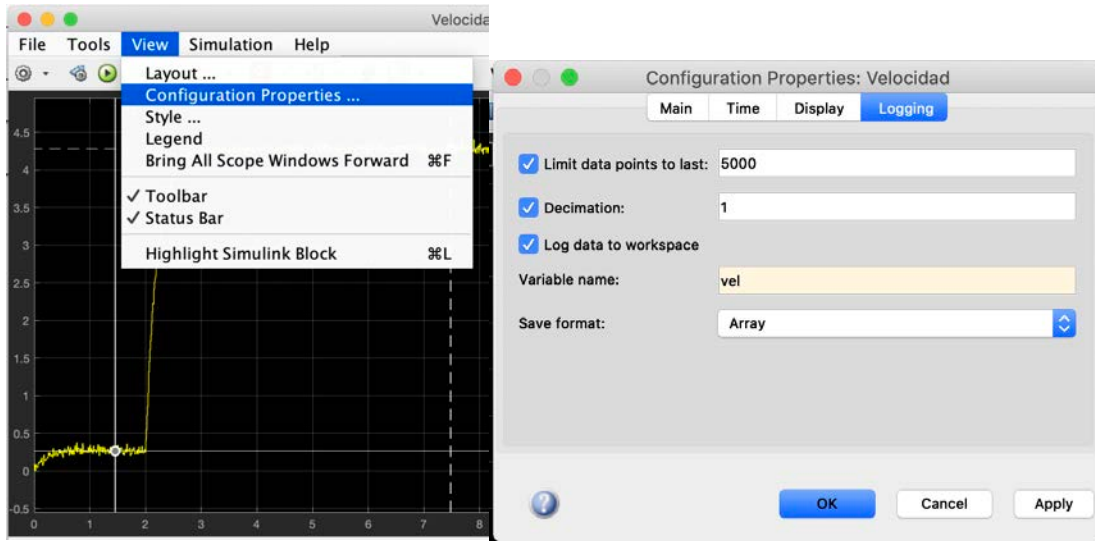 Velocida
File Tools View Simulation Help
Layout ...
Configuration Properties ...
Style ...
Legend
Bring All Scope Windows Forward ⌘F
✓ Toolbar
✓ Status Bar
Highlight Simulink Block ⌘L
4.5
4
3.5
3
2.5
2
1.5
1
0.5
0
-0.5
0 1 2 3 4 5 6 7 8
Configuration Properties: Velocidad
Main Time Display Logging
Limit data points to last: 5000
Decimation: 1
Log data to workspace
Variable name: vel
Save format: Array
? OK Cancel Apply